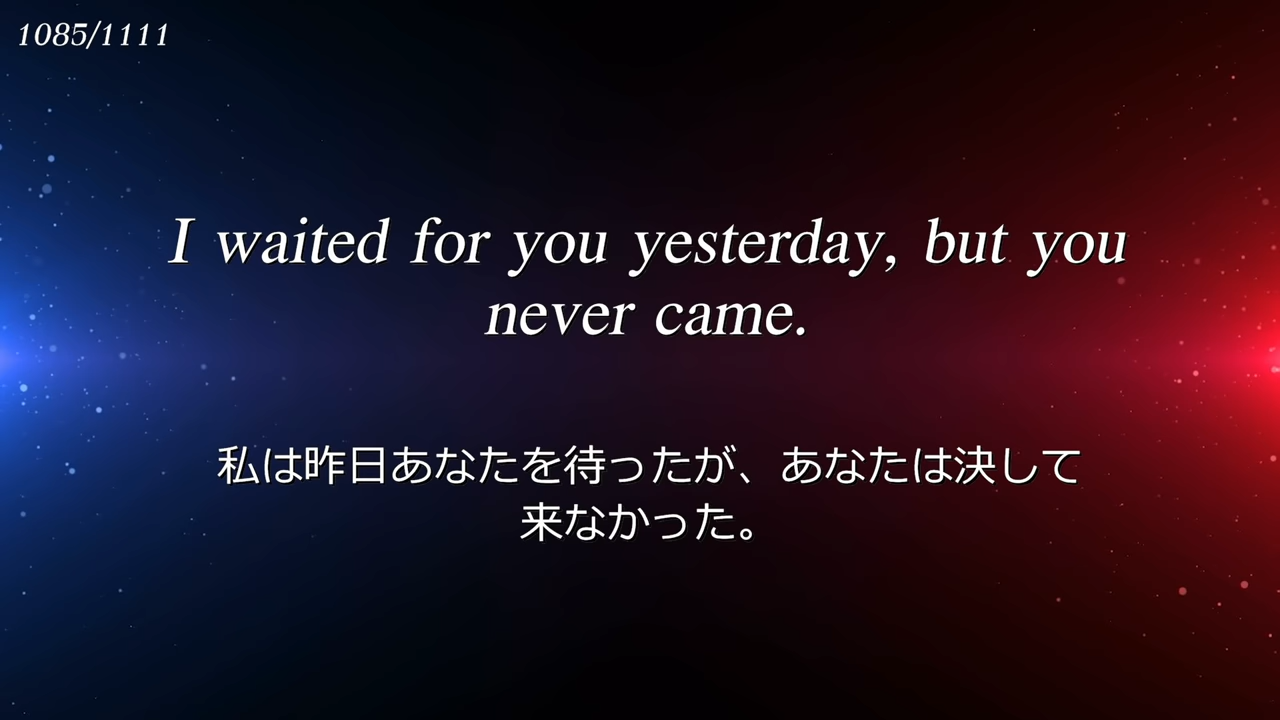 1085/1111
I waited for you yesterday, but you
never came.
私は昨日あなたを待ったが、あなたは決して
来なかった。